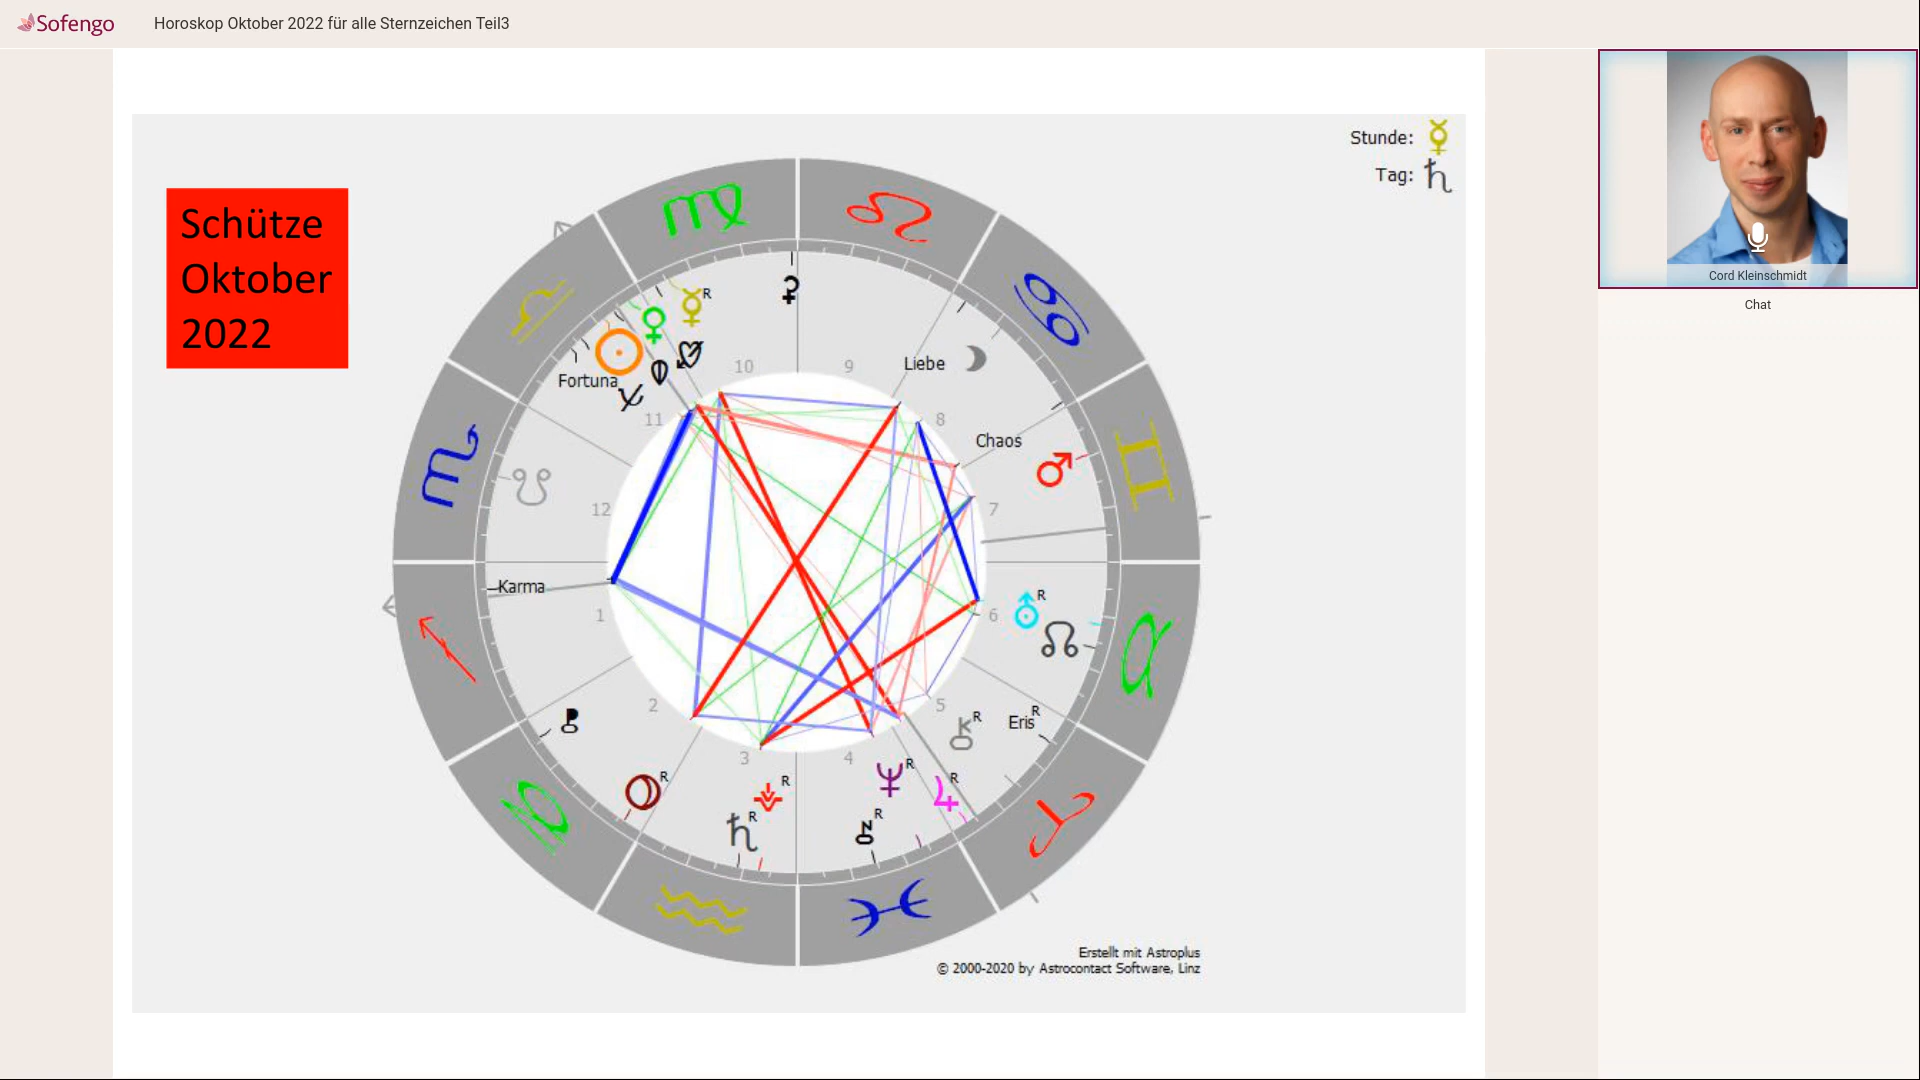 Sofengo
Horoskop Oktober 2022 für alle Sternzeichen Teil3
Schütze
Oktober
2022
Stunde:
Tag:
R
10
9
Liebe
Fortuna
11
8
Chaos
12
7
Karma
1
6
R
2
5
R
Eris R
3
4
R
R
R
R
R
R
Erstellt mit Astroplus
© 2000-2020 by Astrocontact Software, Linz
Cord Kleinschmidt
Chat